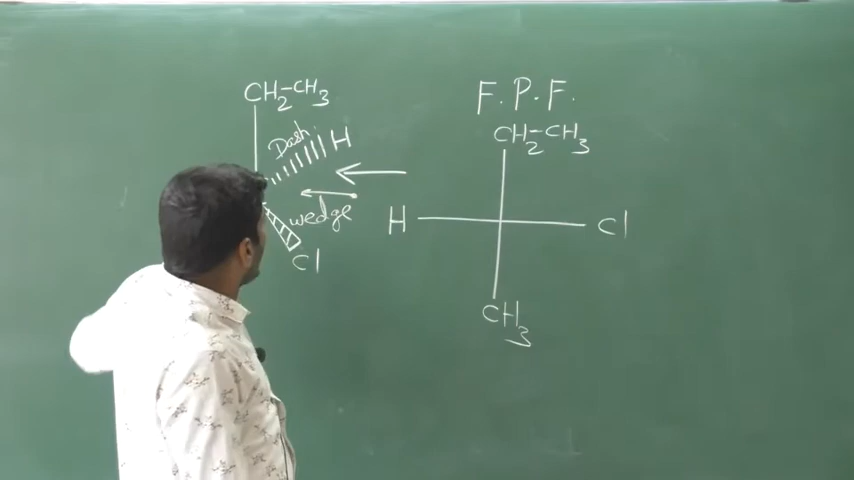 CH2-CH3
Dash
H
wedge
Cl
F.P.F.
CH2-CH3
H
Cl
CH3